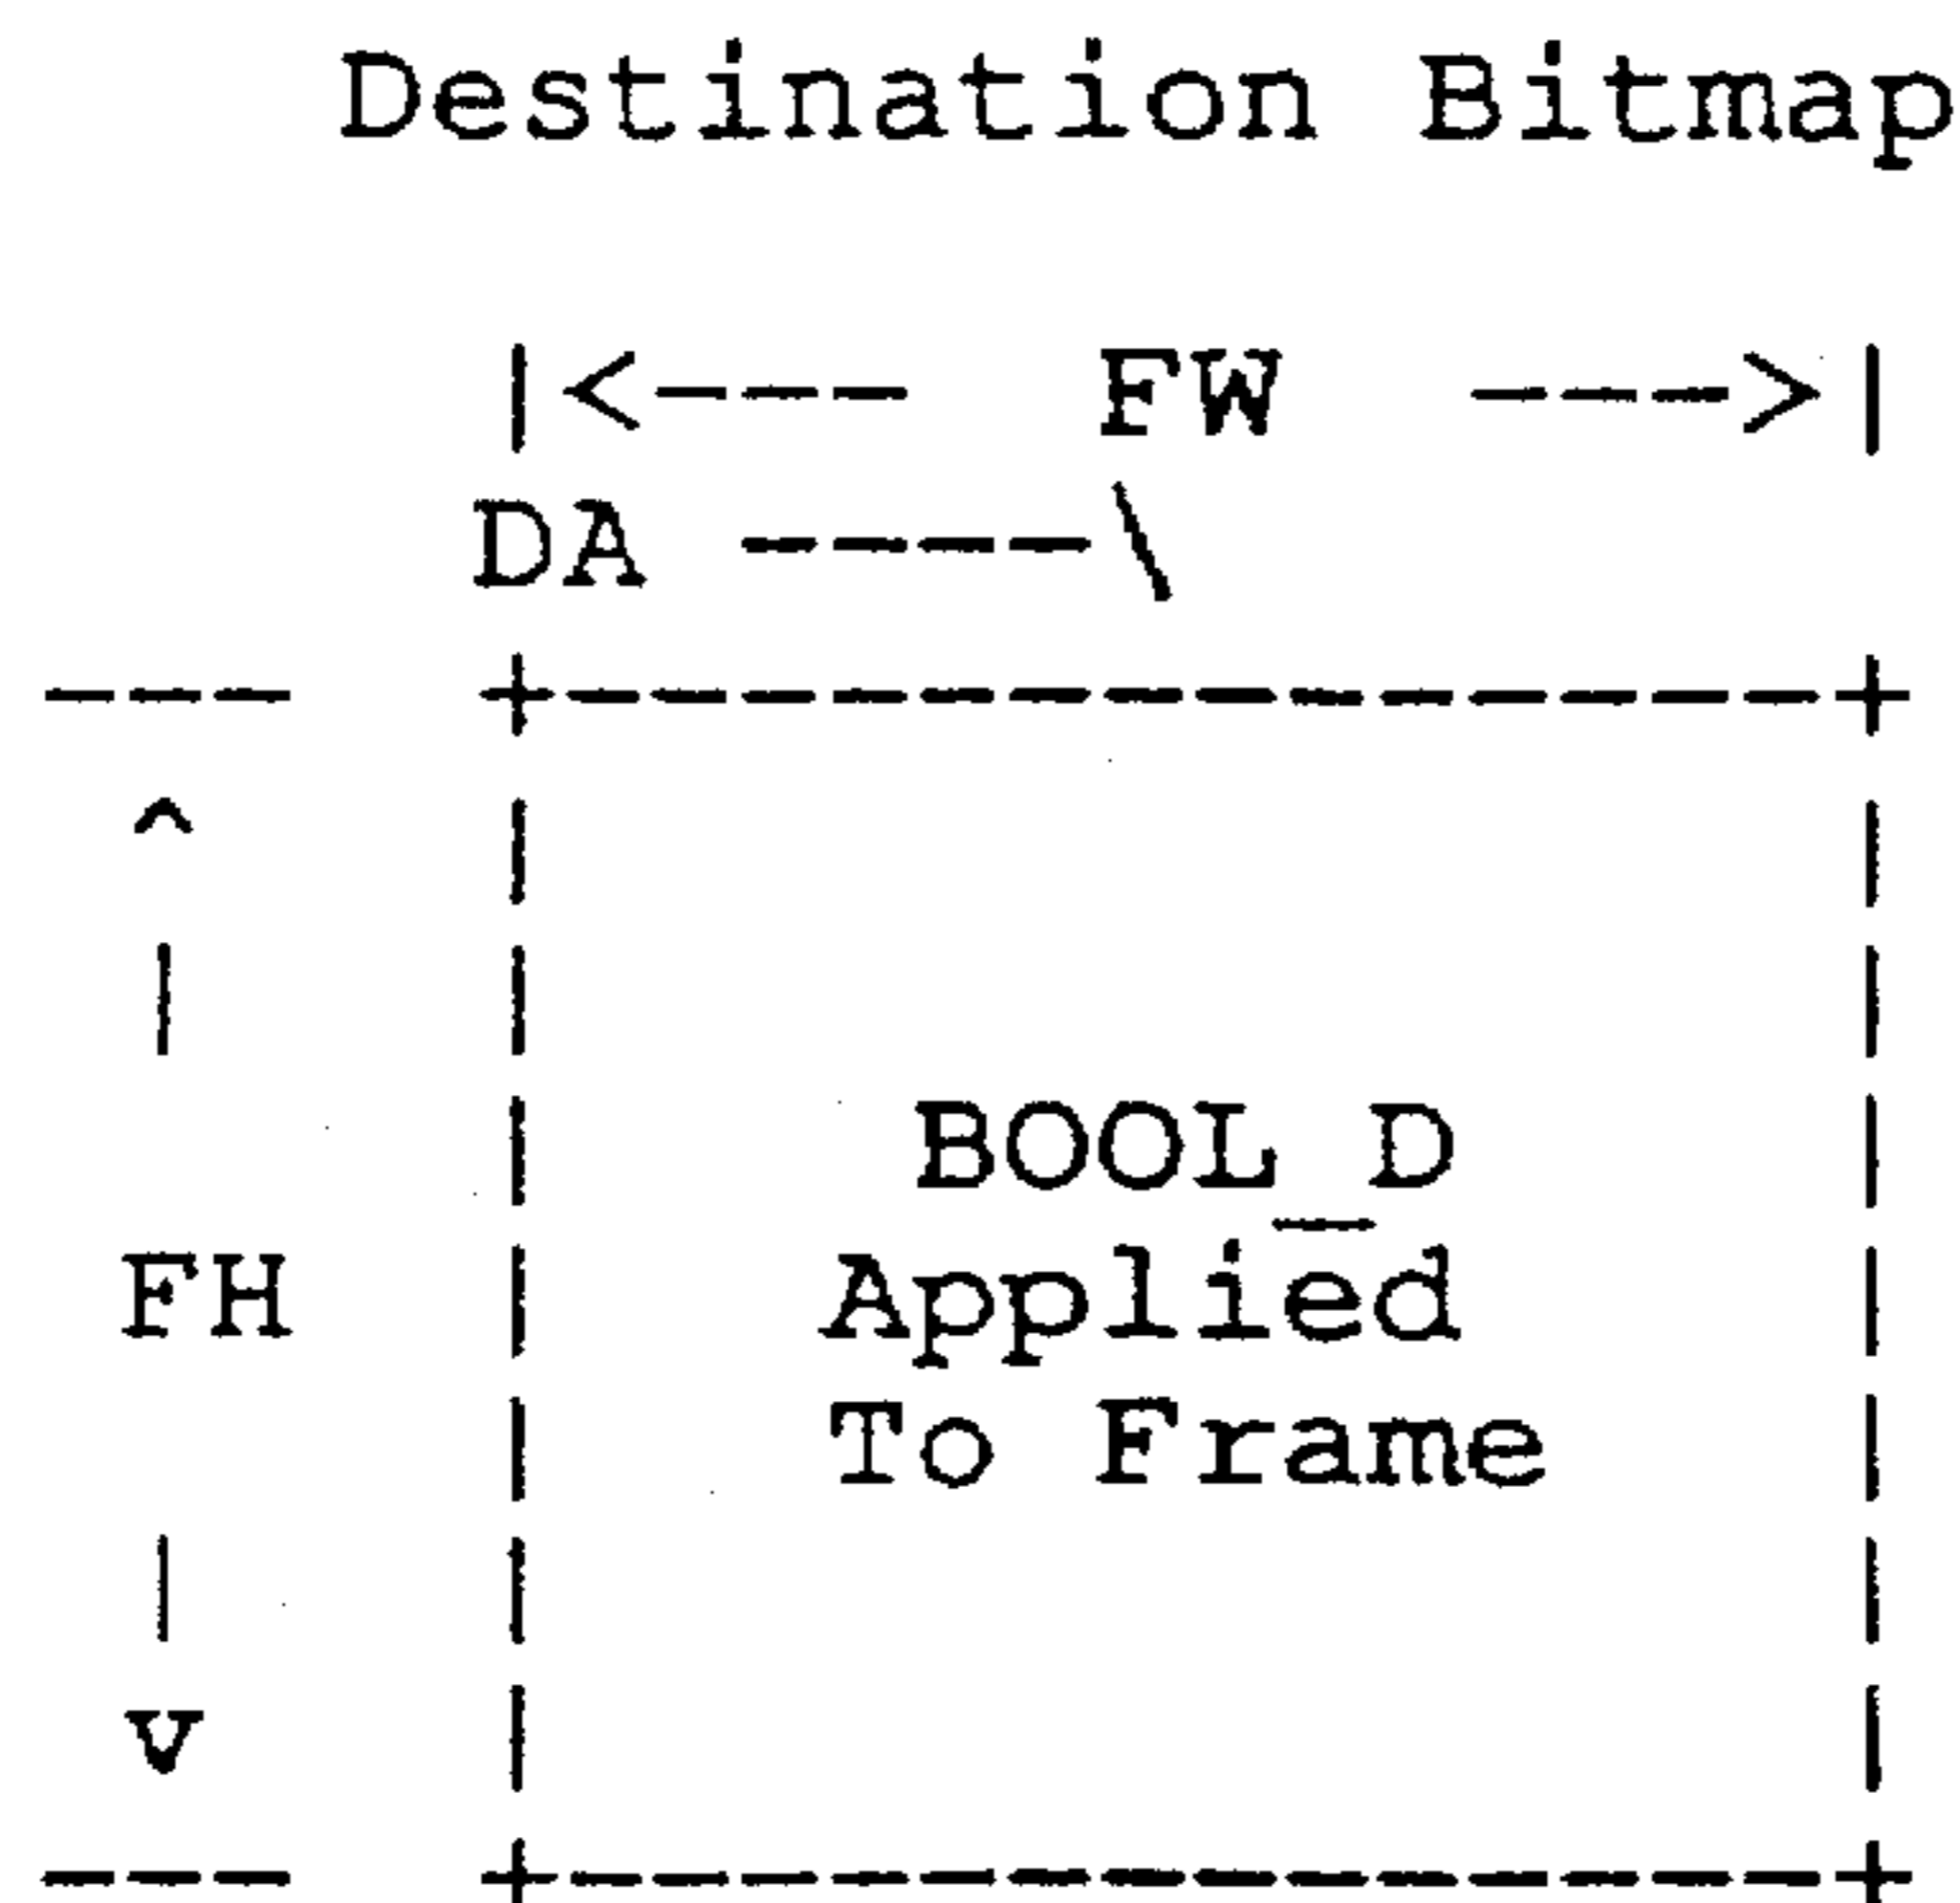 Destination Bitmap
|<--- FW --->|
DA ----\
--- +--------------+
^ | |
| | |
| BOOL_D |
FH | Applied |
| To Frame |
| | |
v | |
--- +--------------+